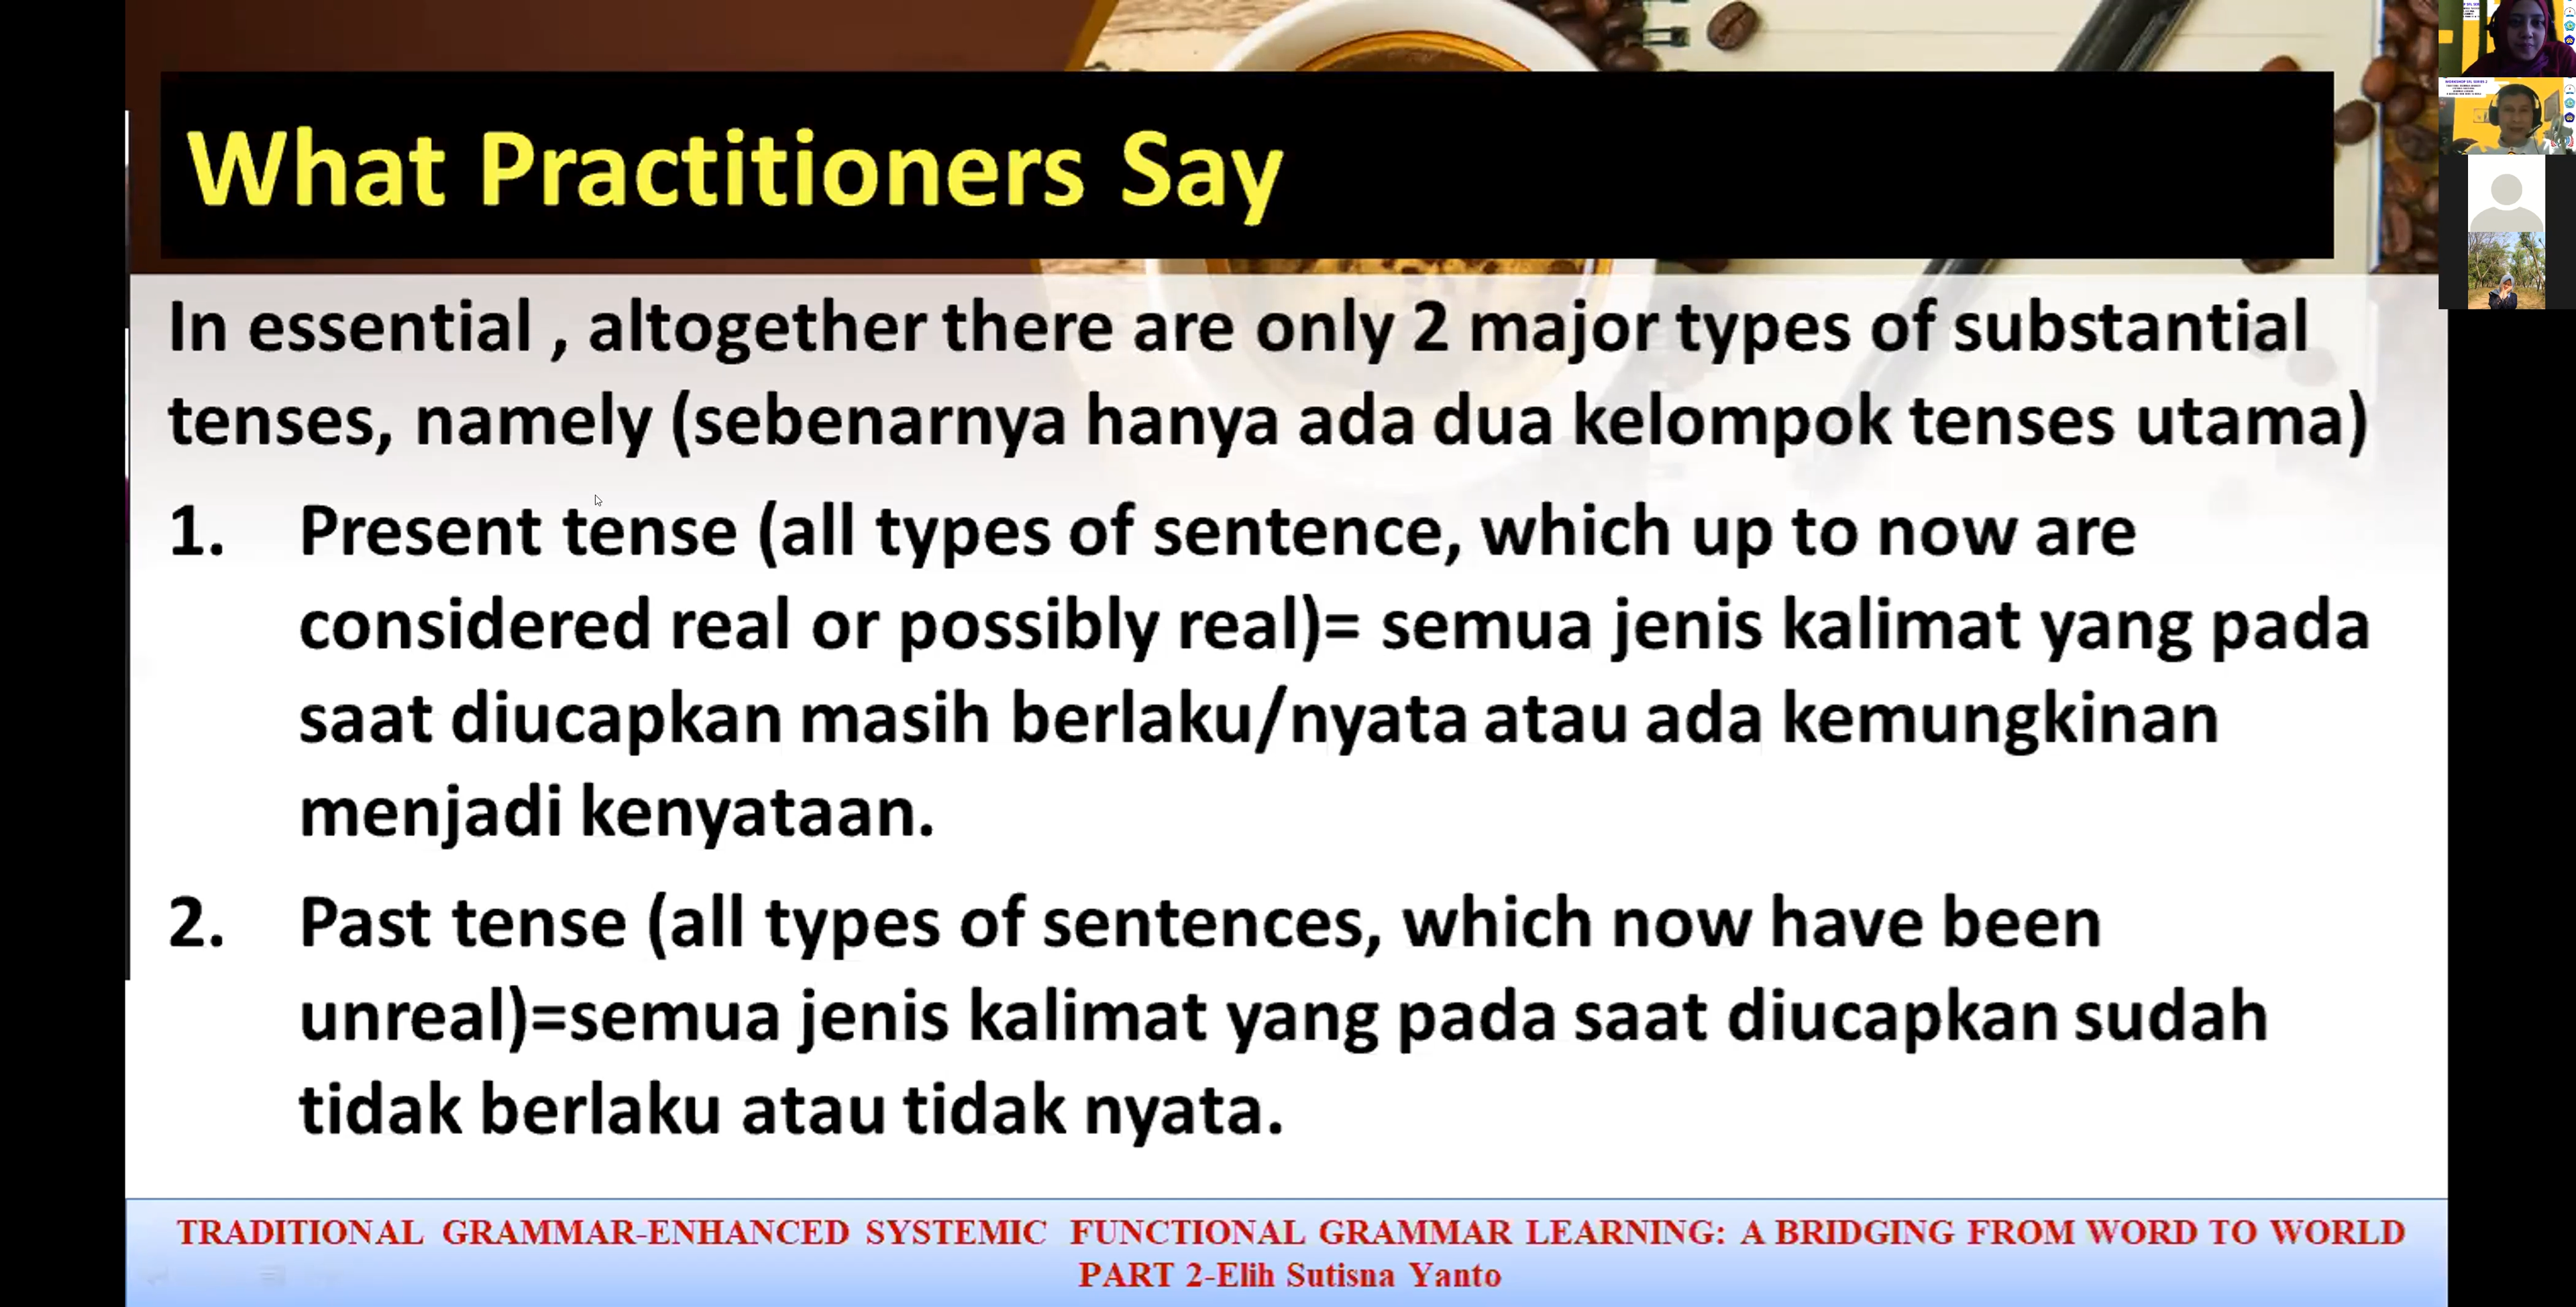 What Practitioners Say
In essential , altogether there are only 2 major types of substantial
tenses, namely (sebenarnya hanya ada dua kelompok tenses utama)
1. Present tense (all types of sentence, which up to now are
considered real or possibly real)= semua jenis kalimat yang pada
saat diucapkan masih berlaku/nyata atau ada kemungkinan
menjadi kenyataan.
2. Past tense (all types of sentences, which now have been
unreal)=semua jenis kalimat yang pada saat diucapkan sudah
tidak berlaku atau tidak nyata.
TRADITIONAL GRAMMAR-ENHANCED SYSTEMIC FUNCTIONAL GRAMMAR LEARNING: A BRIDGING FROM WORD TO WORLD
PART 2-Elih Sutisna Yanto